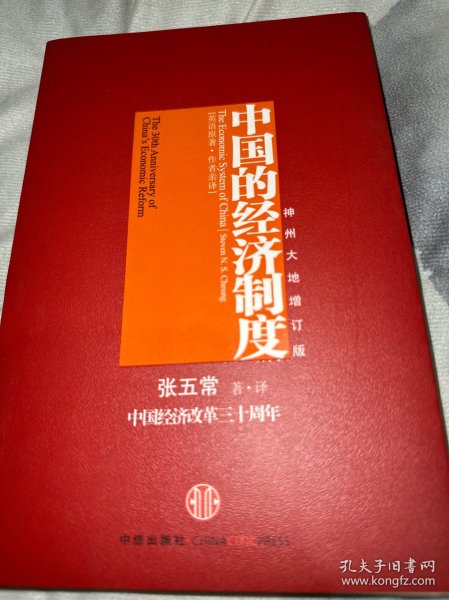 中国的经济制度
神州大地增订版
The Economic System of China | Steven N. S. Cheung
[英语原著·作者亲译]
The 30th Anniversary of
China's Economic Reform
张五常 著·译
中国经济改革三十周年
中信出版社 CHINA CITIC PRESS
孔夫子旧书网
www.kongfz.com